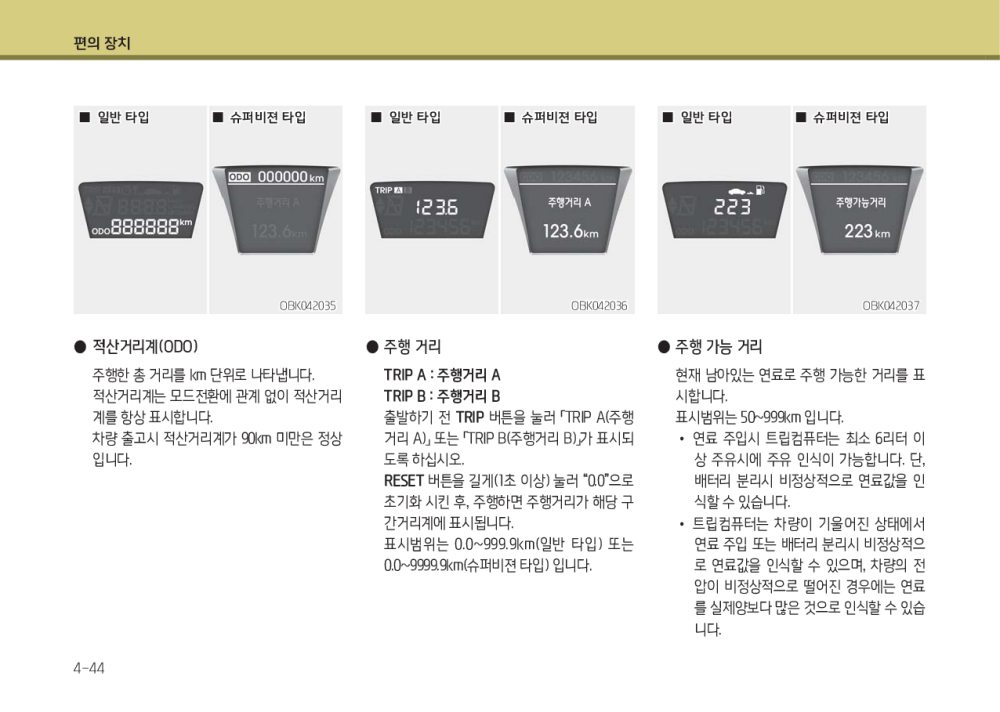 편의 장치
■ 일반 타입
■ 슈퍼비젼 타입
ODO 888888 km
ODO 000000 km
주행거리 A
123.6km
OBK042035
● 적산거리계(ODO)
주행한 총 거리를 km 단위로 나타냅니다.
적산거리계는 모드전환에 관계 없이 적산거리
계를 항상 표시합니다.
차량 출고시 적산거리계가 90km 미만은 정상
입니다.
■ 일반 타입
■ 슈퍼비젼 타입
TRIP A B
123.6
ODO 123456
123456
주행거리 A
123.6km
OBK042036
● 주행 거리
TRIP A : 주행거리 A
TRIP B : 주행거리 B
출발하기 전 TRIP 버튼을 눌러 「TRIP A(주행
거리 A)」 또는 「TRIP B(주행거리 B)」가 표시되
도록 하십시오.
RESET 버튼을 길게(1초 이상) 눌러 “0.0”으로
초기화 시킨 후, 주행하면 주행거리가 해당 구
간거리계에 표시됩니다.
표시범위는 0.0~999.9km(일반 타입) 또는
0.0~9999.9km(슈퍼비젼 타입) 입니다.
■ 일반 타입
■ 슈퍼비젼 타입
223
ODO 123456
123456
주행가능거리
223 km
OBK042037
● 주행 가능 거리
현재 남아있는 연료로 주행 가능한 거리를 표
시합니다.
표시범위는 50~999km 입니다.
• 연료 주입시 트립컴퓨터는 최소 6리터 이
상 주유시에 주유 인식이 가능합니다. 단,
배터리 분리시 비정상적으로 연료값을 인
식할 수 있습니다.
• 트립컴퓨터는 차량이 기울어진 상태에서
연료 주입 또는 배터리 분리시 비정상적으
로 연료값을 인식할 수 있으며, 차량의 전
압이 비정상적으로 떨어진 경우에는 연료
를 실제양보다 많은 것으로 인식할 수 있습
니다.
4-44